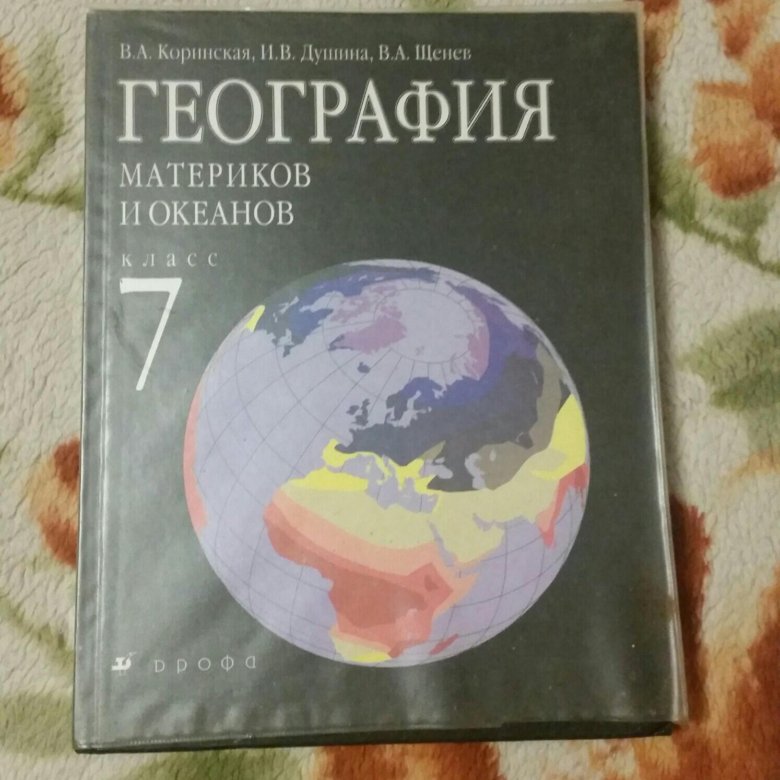 В.А. Коринская, И.В. Душина, В.А. Щенев
ГЕОГРАФИЯ
МАТЕРИКОВ
И ОКЕАНОВ
класс
7
дрофа